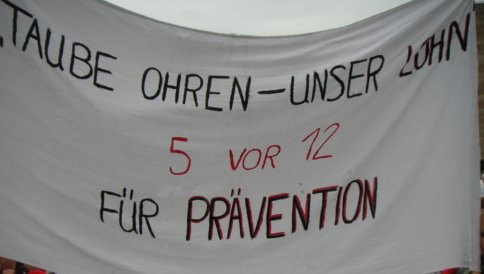 TAUBE OHREN – UNSER LOHN
5 VOR 12
FÜR PRÄVENTION